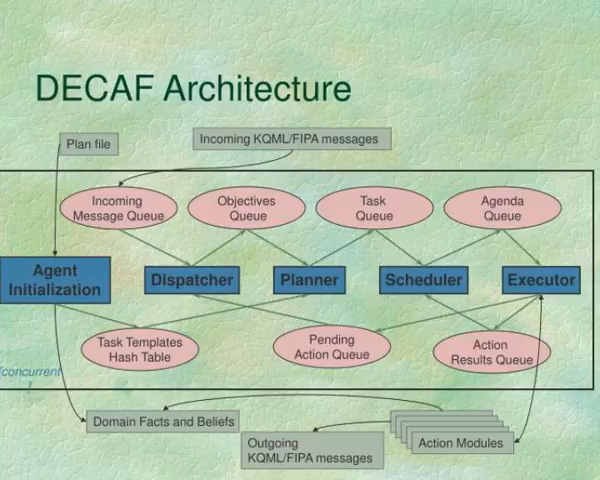 DECAF Architecture
Plan file
Incoming KQML/FIPA messages
Incoming
Message Queue
Objectives
Queue
Task
Queue
Agenda
Queue
Agent
Initialization
Dispatcher
Planner
Scheduler
Executor
Task Templates
Hash Table
Pending
Action Queue
Action
Results Queue
[concurrent
]
Domain Facts and Beliefs
Outgoing
KQML/FIPA messages
Action Modules